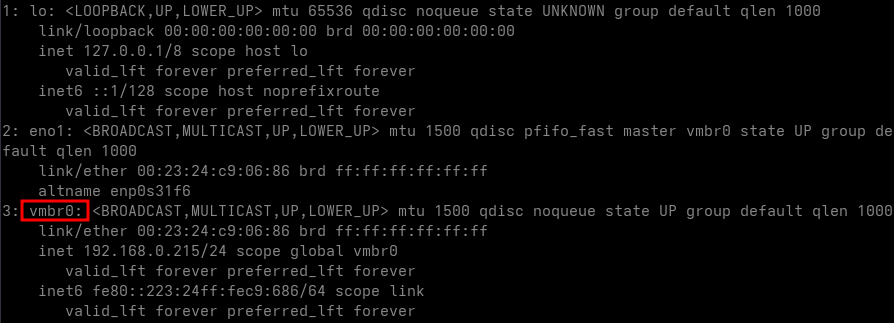 1: lo: <LOOPBACK,UP,LOWER_UP> mtu 65536 qdisc noqueue state UNKNOWN group default qlen 1000
link/loopback 00:00:00:00:00:00 brd 00:00:00:00:00:00
inet 127.0.0.1/8 scope host lo
valid_lft forever preferred_lft forever
inet6 ::1/128 scope host noprefixroute
valid_lft forever preferred_lft forever
2: eno1: <BROADCAST,MULTICAST,UP,LOWER_UP> mtu 1500 qdisc pfifo_fast master vmbr0 state UP group de
fault qlen 1000
link/ether 00:23:24:c9:06:86 brd ff:ff:ff:ff:ff:ff
altname enp0s31f6
3: vmbr0: <BROADCAST,MULTICAST,UP,LOWER_UP> mtu 1500 qdisc noqueue state UP group default qlen 1000
link/ether 00:23:24:c9:06:86 brd ff:ff:ff:ff:ff:ff
inet 192.168.0.215/24 scope global vmbr0
valid_lft forever preferred_lft forever
inet6 fe80::223:24ff:fec9:686/64 scope link
valid_lft forever preferred_lft forever